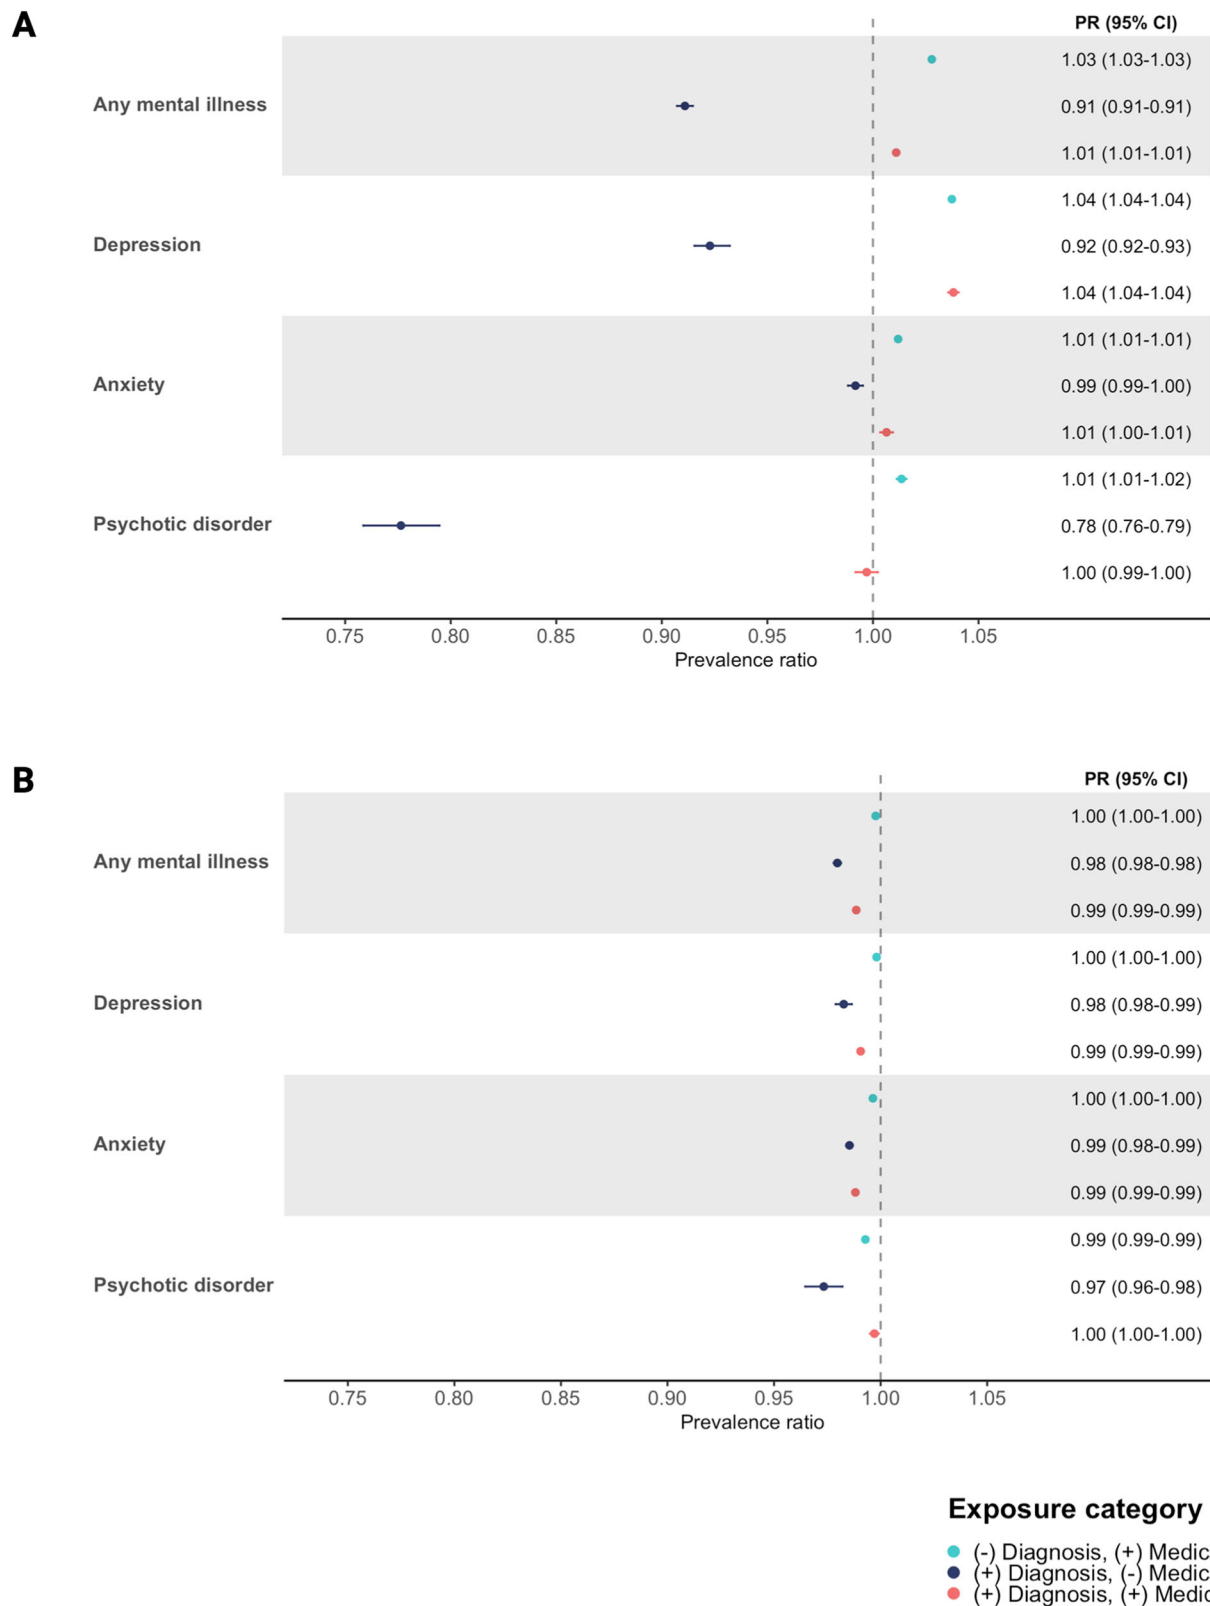 A
PR (95% CI)
1.03 (1.03-1.03)
Any mental illness 0.91 (0.91-0.91)
1.01 (1.01-1.01)
1.04 (1.04-1.04)
Depression 0.92 (0.92-0.93)
1.04 (1.04-1.04)
1.01 (1.01-1.01)
Anxiety 0.99 (0.99-1.00)
1.01 (1.00-1.01)
1.01 (1.01-1.02)
Psychotic disorder 0.78 (0.76-0.79)
1.00 (0.99-1.00)
0.75 0.80 0.85 0.90 0.95 1.00 1.05
Prevalence ratio
B
PR (95% CI)
1.00 (1.00-1.00)
Any mental illness 0.98 (0.98-0.98)
0.99 (0.99-0.99)
1.00 (1.00-1.00)
Depression 0.98 (0.98-0.99)
0.99 (0.99-0.99)
1.00 (1.00-1.00)
Anxiety 0.99 (0.98-0.99)
0.99 (0.99-0.99)
0.99 (0.99-0.99)
Psychotic disorder 0.97 (0.96-0.98)
1.00 (1.00-1.00)
0.75 0.80 0.85 0.90 0.95 1.00 1.05
Prevalence ratio
Exposure category
(-) Diagnosis, (+) Medic
(+) Diagnosis, (-) Medic
(+) Diagnosis, (+) Medic